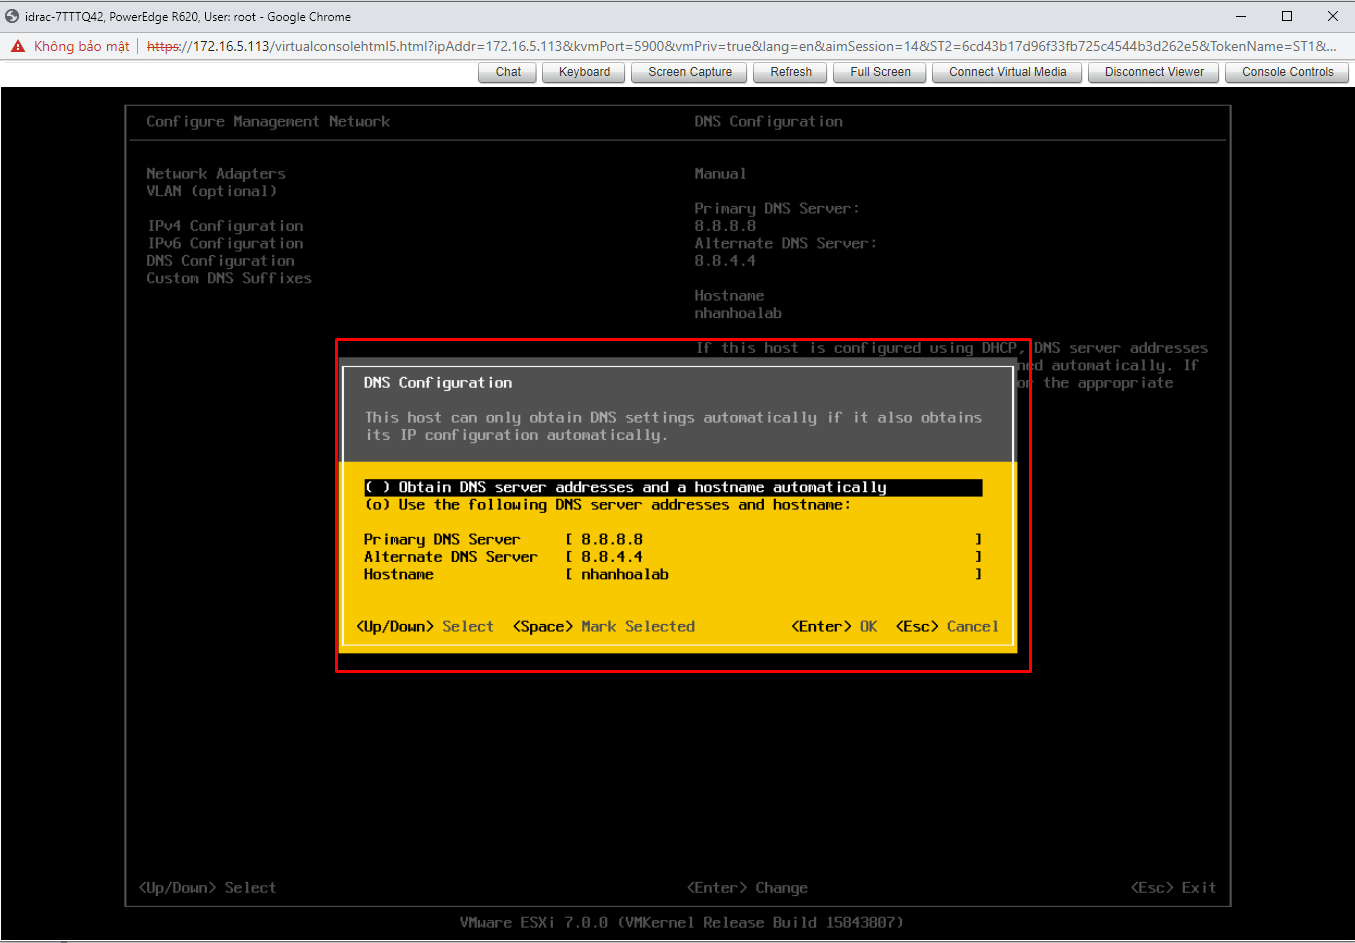 idrac-7TTTQ42, PowerEdge R620, User: root - Google Chrome
Không bảo mật | https://172.16.5.113/virtualconsolehtml5.html?ipAddr=172.16.5.113&kvmPort=5900&vmPriv=true&lang=en&aimSession=14&ST2=6cd43b17d96f33fb725c4544b3d262e5&TokenName=ST1&...
Chat Keyboard Screen Capture Refresh Full Screen Connect Virtual Media Disconnect Viewer Console Controls
Configure Management Network
DNS Configuration
Network Adapters
VLAN (optional)
IPv4 Configuration
IPv6 Configuration
DNS Configuration
Custom DNS Suffixes
Manual
Primary DNS Server:
8.8.8.8
Alternate DNS Server:
8.8.4.4
Hostname
nhanhoalab
If this host is configured using DHCP, DNS server addresses
ned automatically. If
or the appropriate
DNS Configuration
This host can only obtain DNS settings automatically if it also obtains
its IP configuration automatically.
( ) Obtain DNS server addresses and a hostname automatically
(o) Use the following DNS server addresses and hostname:
Primary DNS Server [ 8.8.8.8 ]
Alternate DNS Server [ 8.8.4.4 ]
Hostname [ nhanhoalab ]
<Up/Down> Select <Space> Mark Selected <Enter> OK <Esc> Cancel
<Up/Down> Select <Enter> Change <Esc> Exit
VMware ESXi 7.0.0 (VMKernel Release Build 15843807)